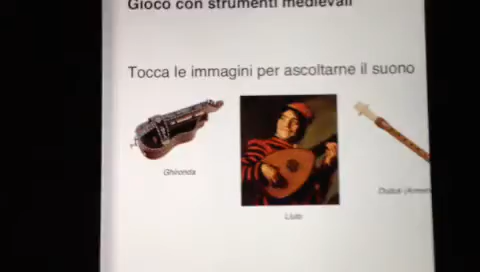 Gioco con strumenti medievali
Tocca le immagini per ascoltarne il suono
Ghironda
Liuto
Duduk (Armeni